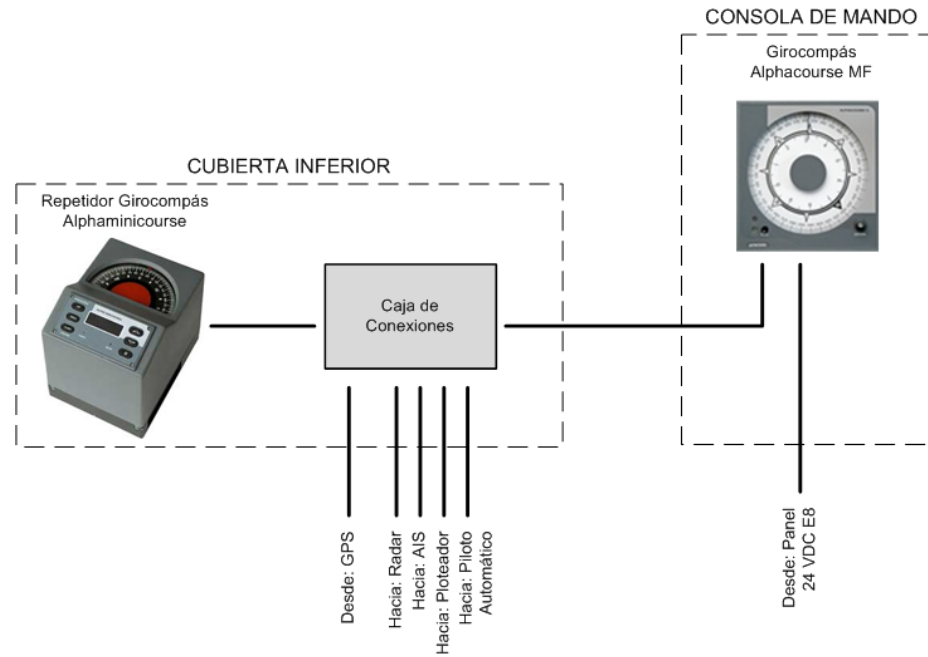 CONSOLA DE MANDO
Girocompás
Alphacourse MF
CUBIERTA INFERIOR
Repetidor Girocompás
Alphaminicourse
Caja de
Conexiones
Desde: GPS
Hacia: Radar
Hacia: AIS
Hacia: Ploteador
Hacia: Piloto
Automático
Desde: Panel
24 VDC E8